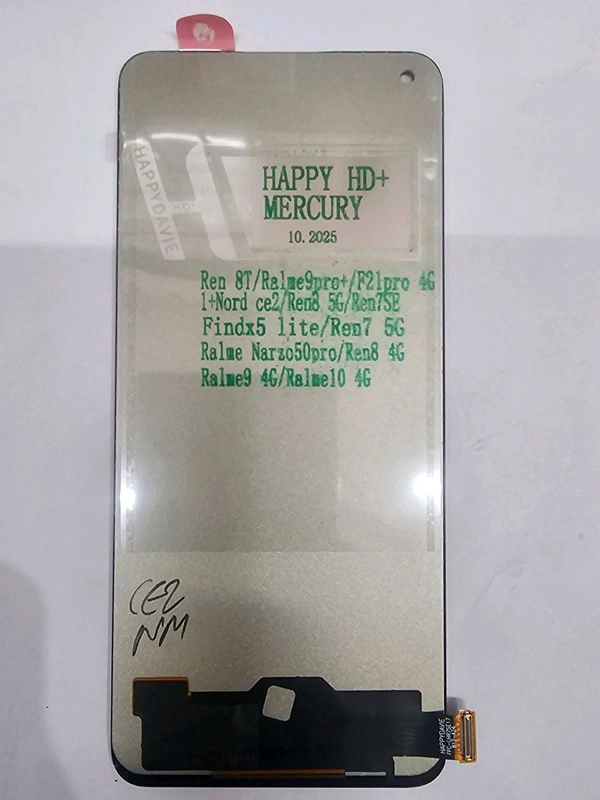 HAPPYDAVIE
HAPPY HD+
MERCURY
10.2025
Ren 8T/Ralme9pro+/F21pro 4G
1+Nord ce2/Ren8 5G/Ren7SE
Findx5 lite/Ren7 5G
Ralme Narzo50pro/Ren8 4G
Ralme9 4G/Ralme10 4G
CE2
NM
HAPPYDAVIE